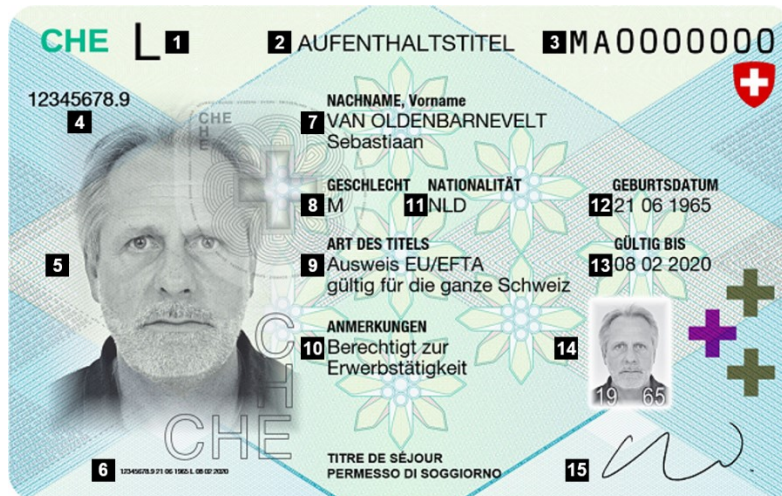 CHE L 1 2 AUFENTHALTSTITEL 3 MA0000000
12345678.9
4
CHE
CHE
NACHNAME, Vorname
7 VAN OLDENBARNEVELT
Sebastiaan
GESCHLECHT NATIONALITÄT GEBURTSDATUM
8 M 11 NLD 12 21 06 1965
ART DES TITELS GÜLTIG BIS
5 9 Ausweis EU/EFTA 13 08 02 2020
gültig für die ganze Schweiz
ANMERKUNGEN
10 Berechtigt zur 14
Erwerbstätigkeit
19 65
CHE
CHE
6 12345678.9 21 06 1965 L 08 02 2020
TITRE DE SÉJOUR
PERMESSO DI SOGGIORNO
15